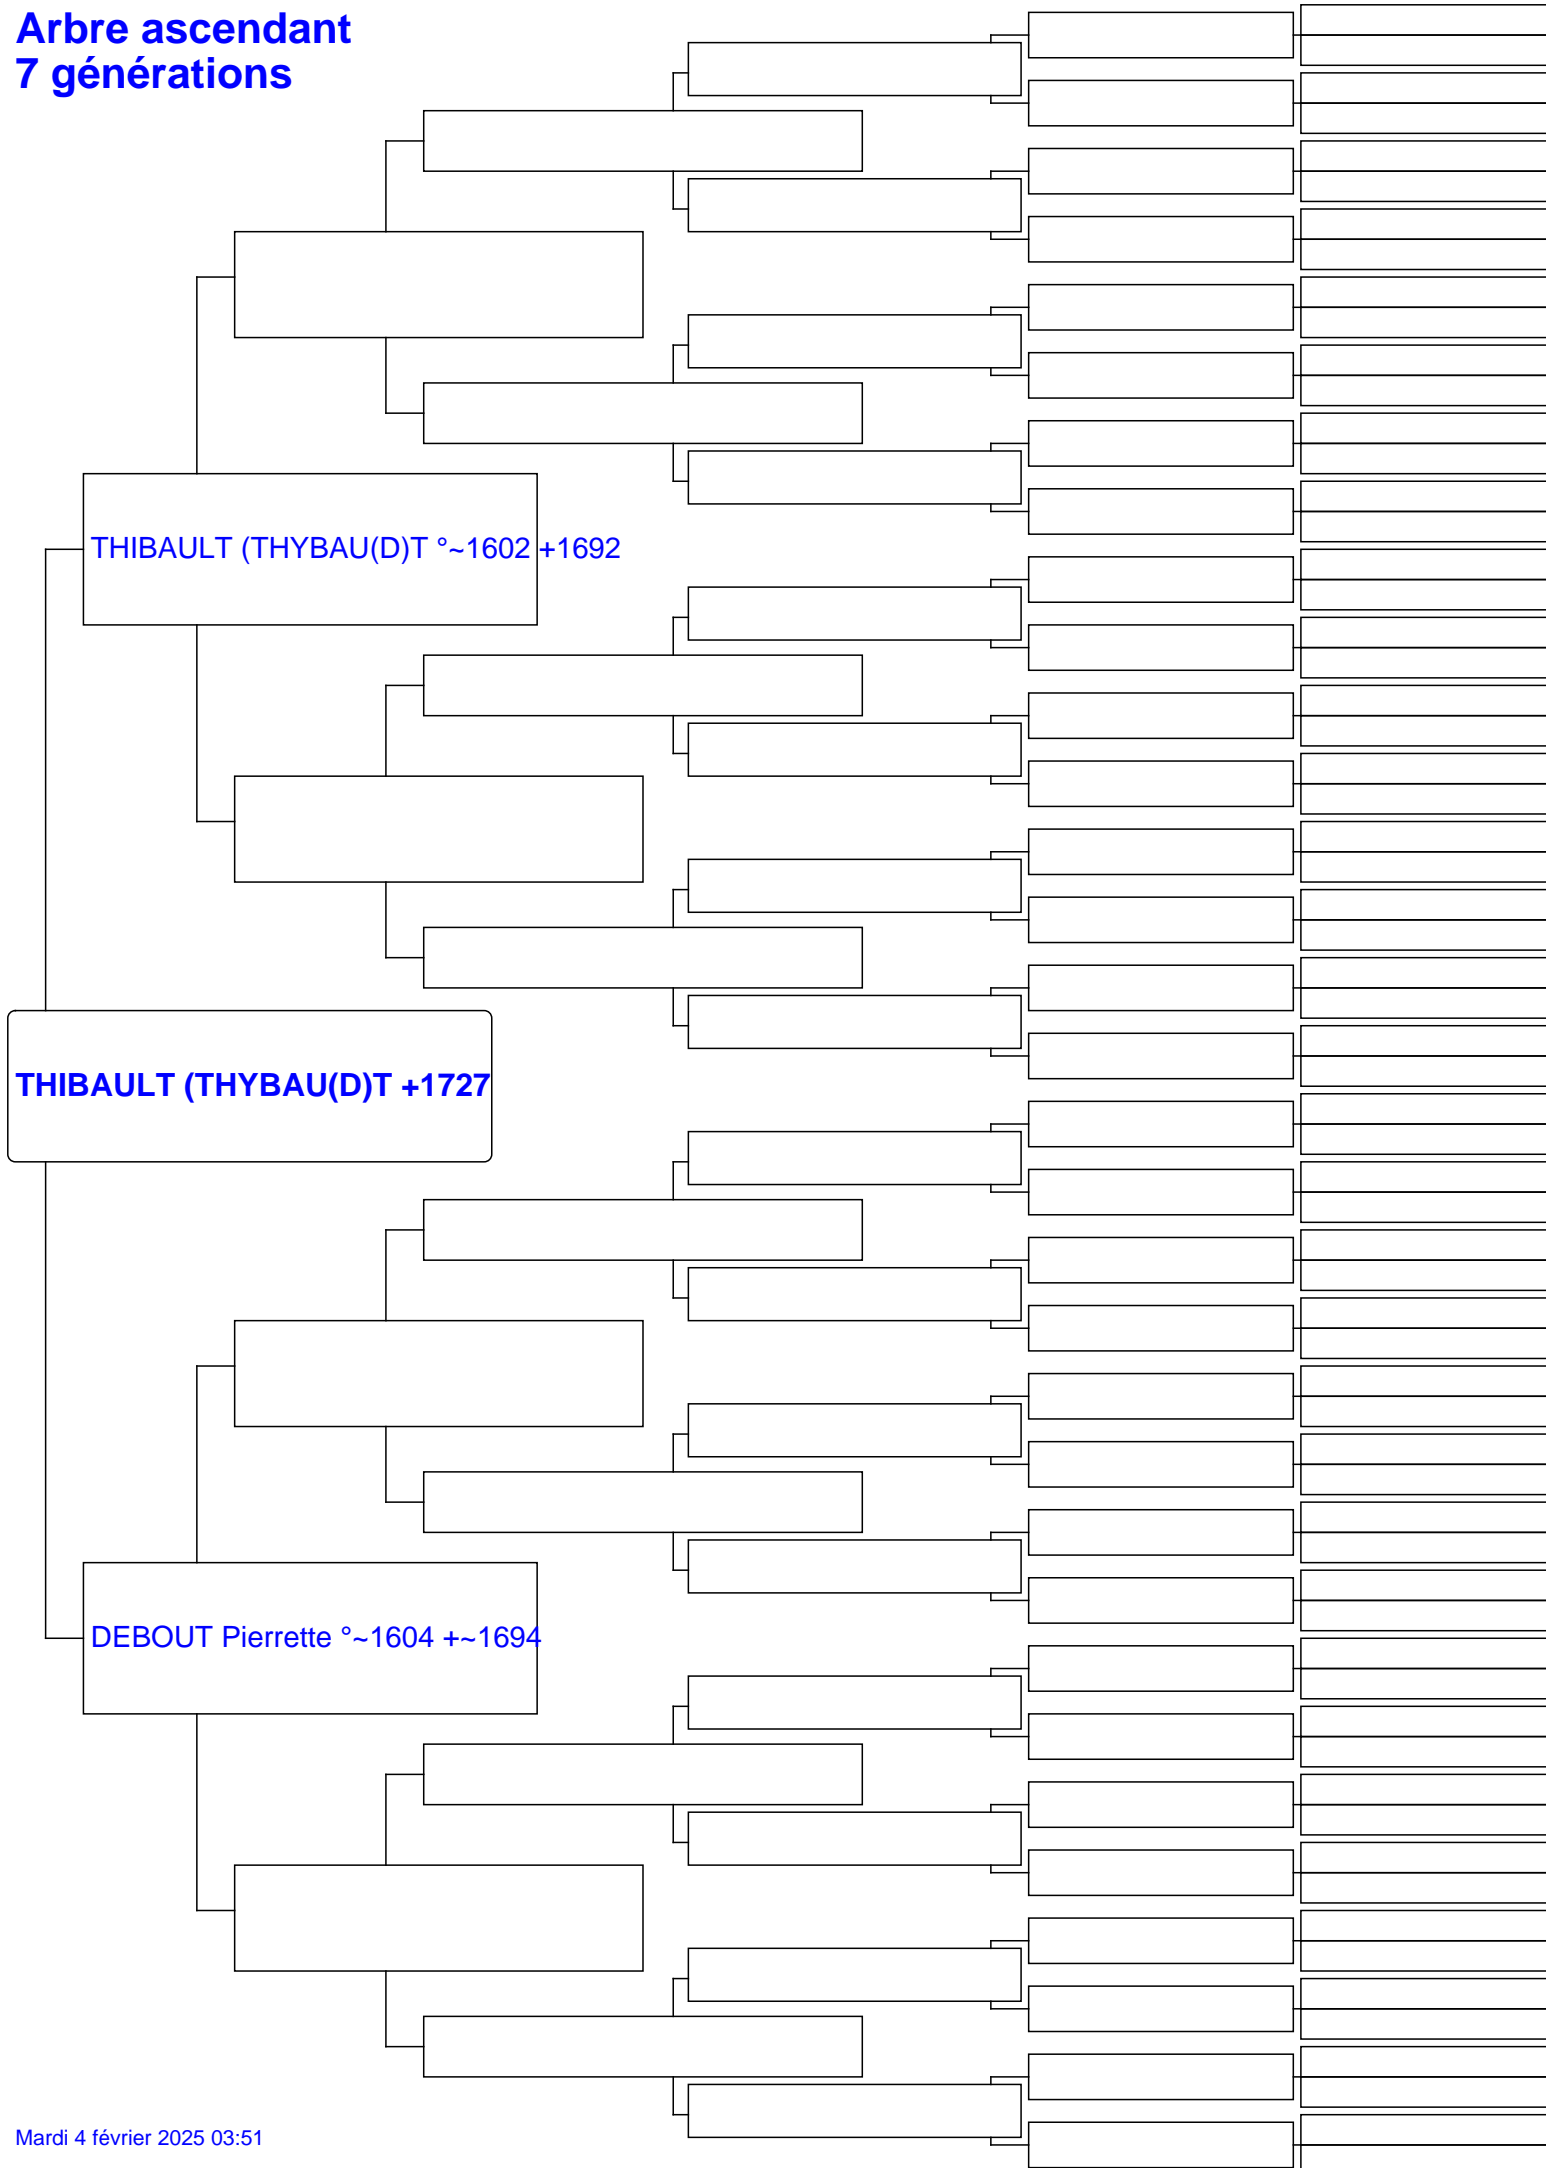 Arbre ascendant
7 générations
THIBAULT (THYBAU(D)T °~1602 +1692
THIBAULT (THYBAU(D)T +1727
DEBOUT Pierrette °~1604 +~1694
Mardi 4 février 2025 03:51